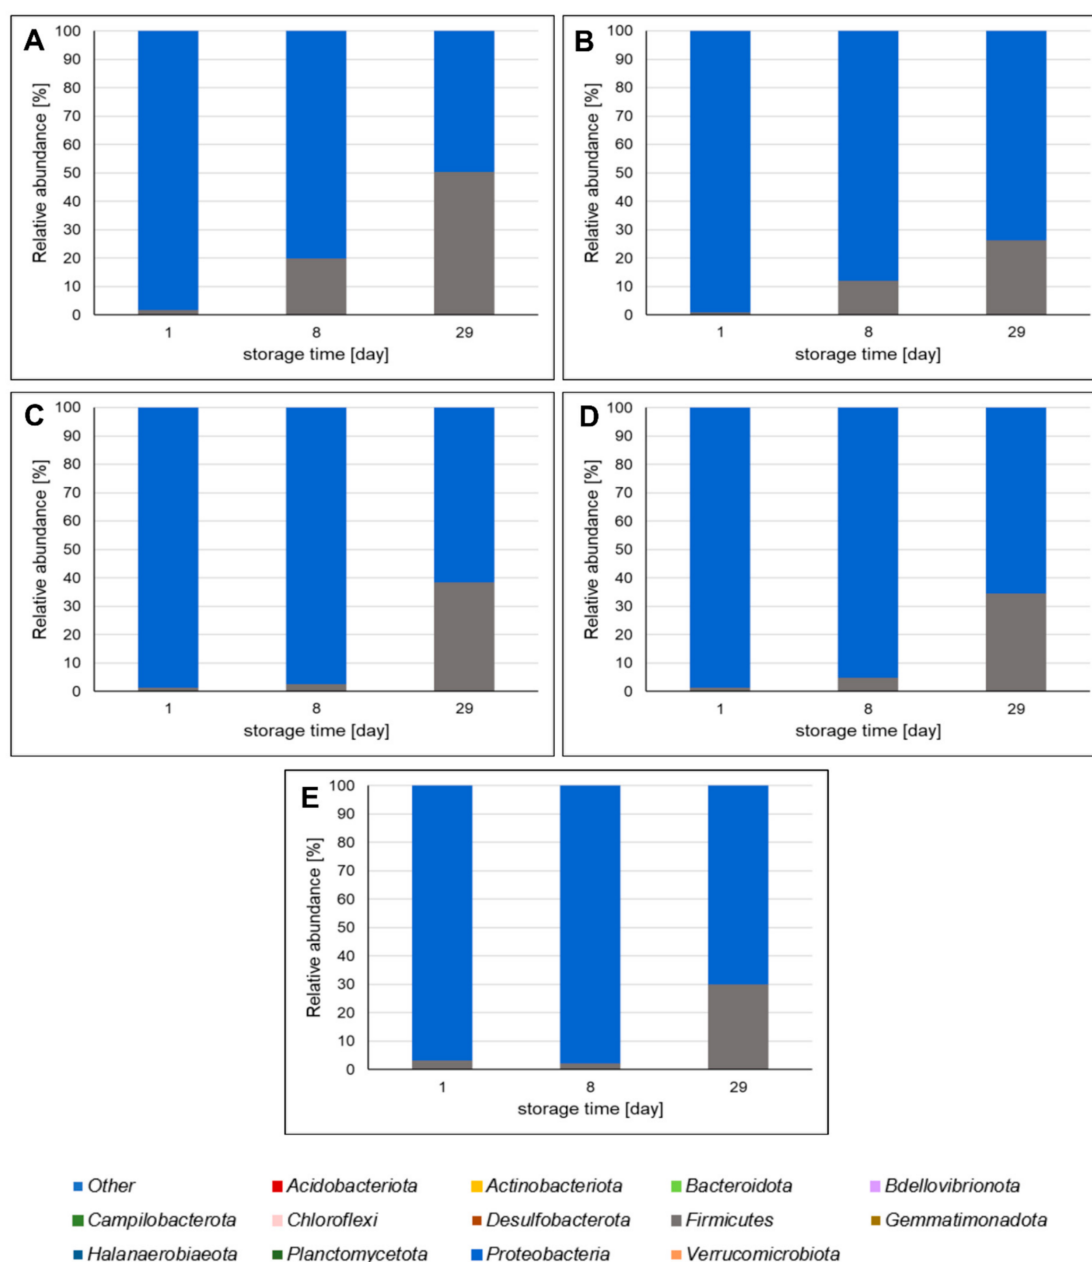 A
Relative abundance [%]
100
90
80
70
60
50
40
30
20
10
0
1 8 29
storage time [day]
B
Relative abundance [%]
100
90
80
70
60
50
40
30
20
10
0
1 8 29
storage time [day]
C
Relative abundance [%]
100
90
80
70
60
50
40
30
20
10
0
1 8 29
storage time [day]
D
Relative abundance [%]
100
90
80
70
60
50
40
30
20
10
0
1 8 29
storage time [day]
E
Relative abundance [%]
100
90
80
70
60
50
40
30
20
10
0
1 8 29
storage time [day]
Other Acidobacteriota Actinobacteriota Bacteroidota Bdellovibrionota
Campilobacterota Chloroflexi Desulfobacterota Firmicutes Gemmatimonadota
Halanaerobiaeota Planctomycetota Proteobacteria Verrucomicrobiota